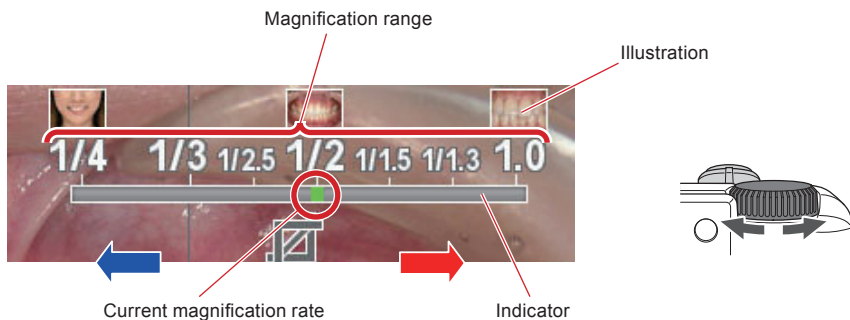 Magnification range
Illustration
1/4 1/3 1/2.5 1/2 1/1.5 1/1.3 1.0
Current magnification rate
Indicator